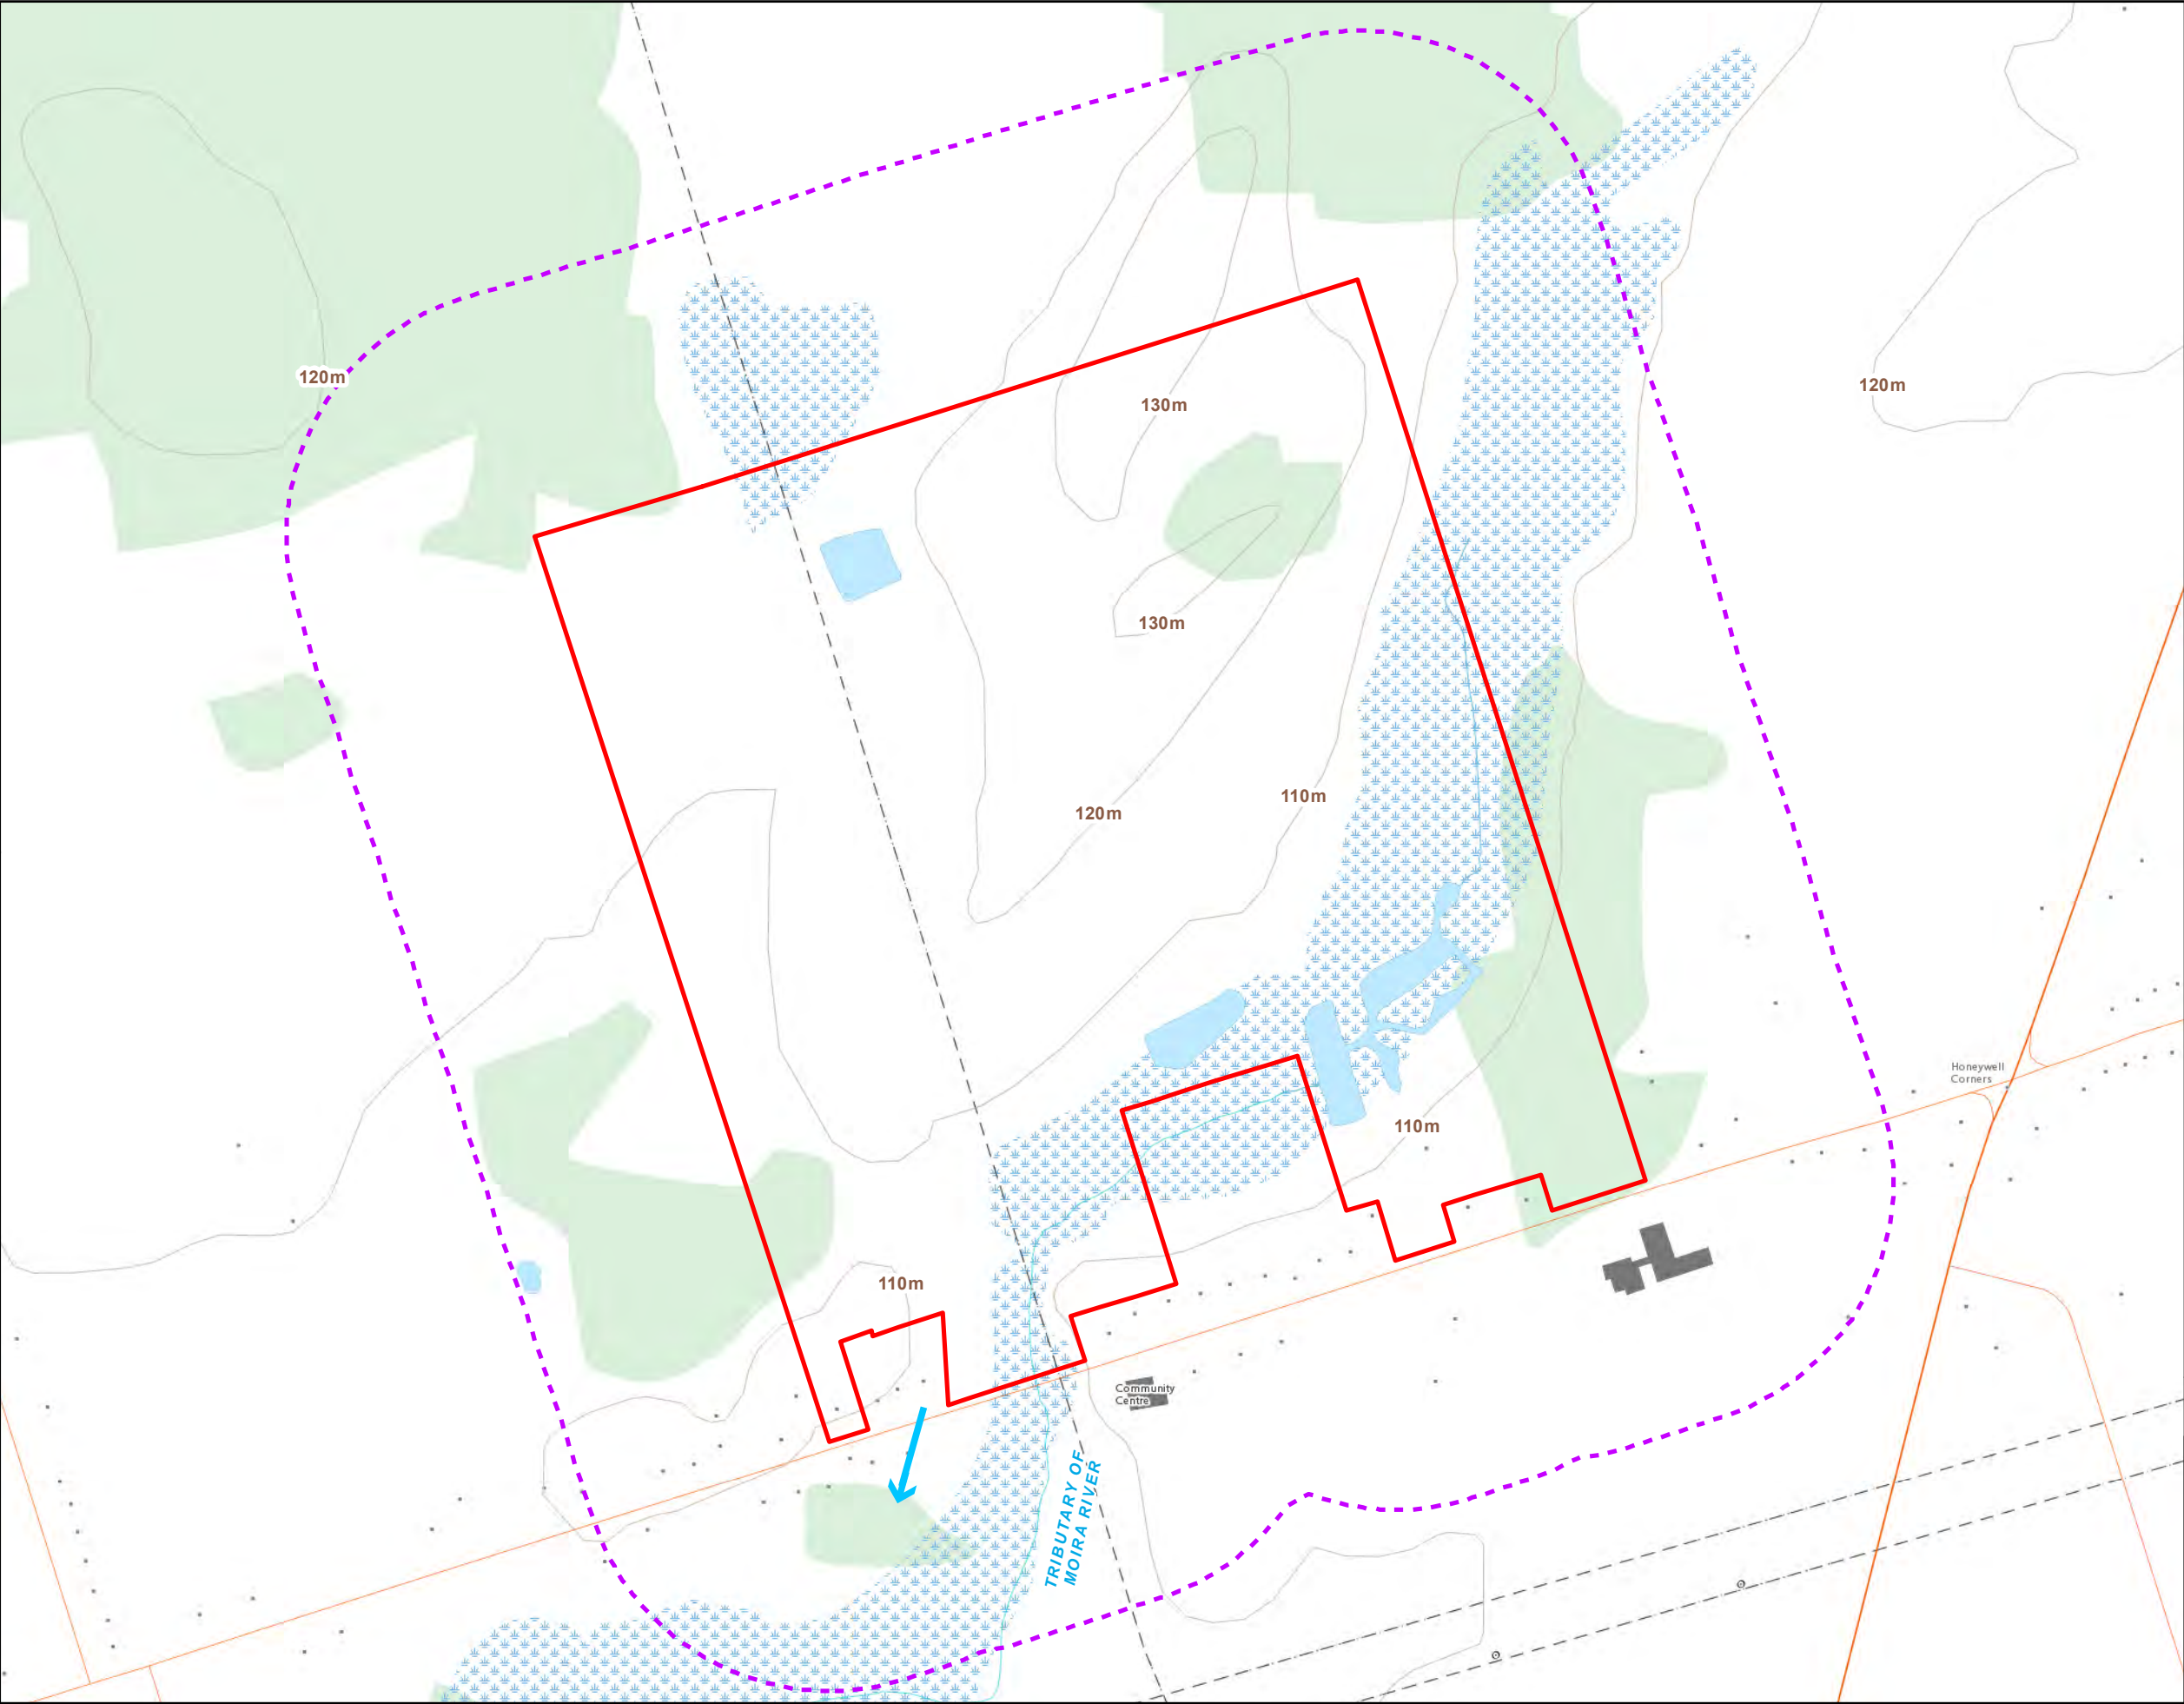 120m
120m
130m
130m
110m
120m
Honeywell
Corners
110m
110m
Community
Centre
TRIBUTARY OF
MOIRA RIVER